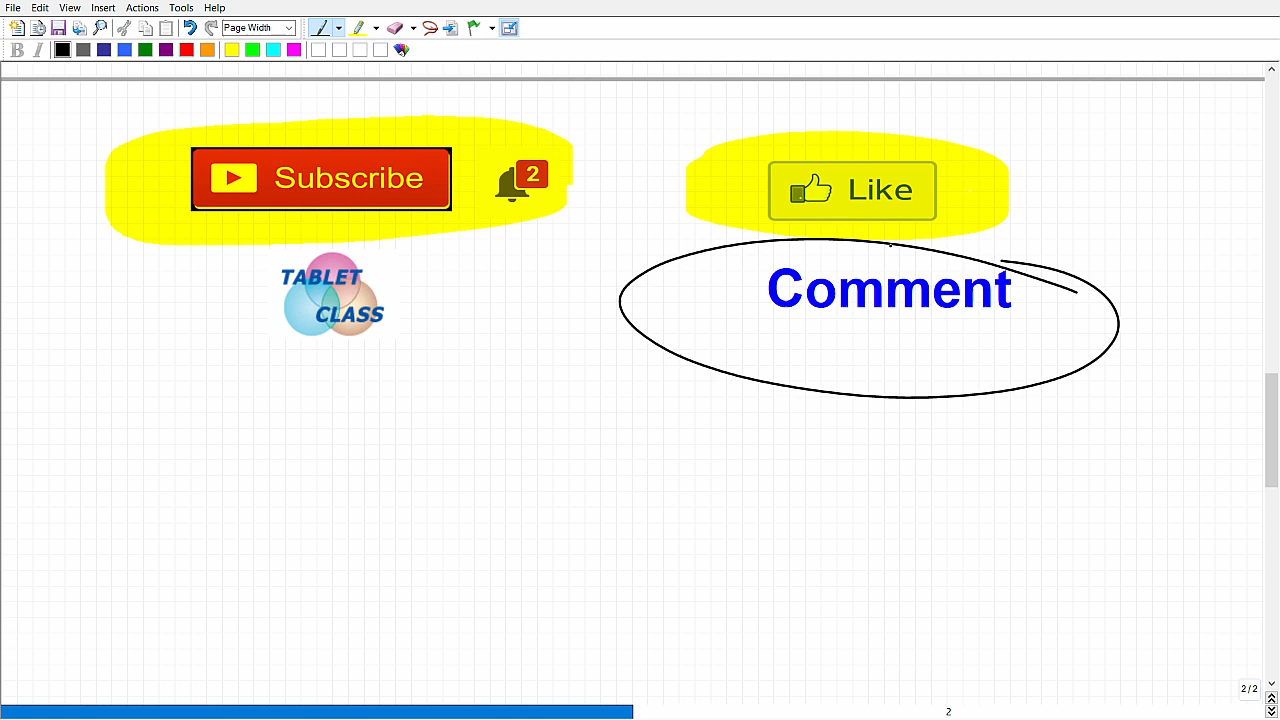 File Edit View Insert Actions Tools Help
Page Width
B I
Subscribe
2
Like
TABLET
CLASS
Comment
2/2
2